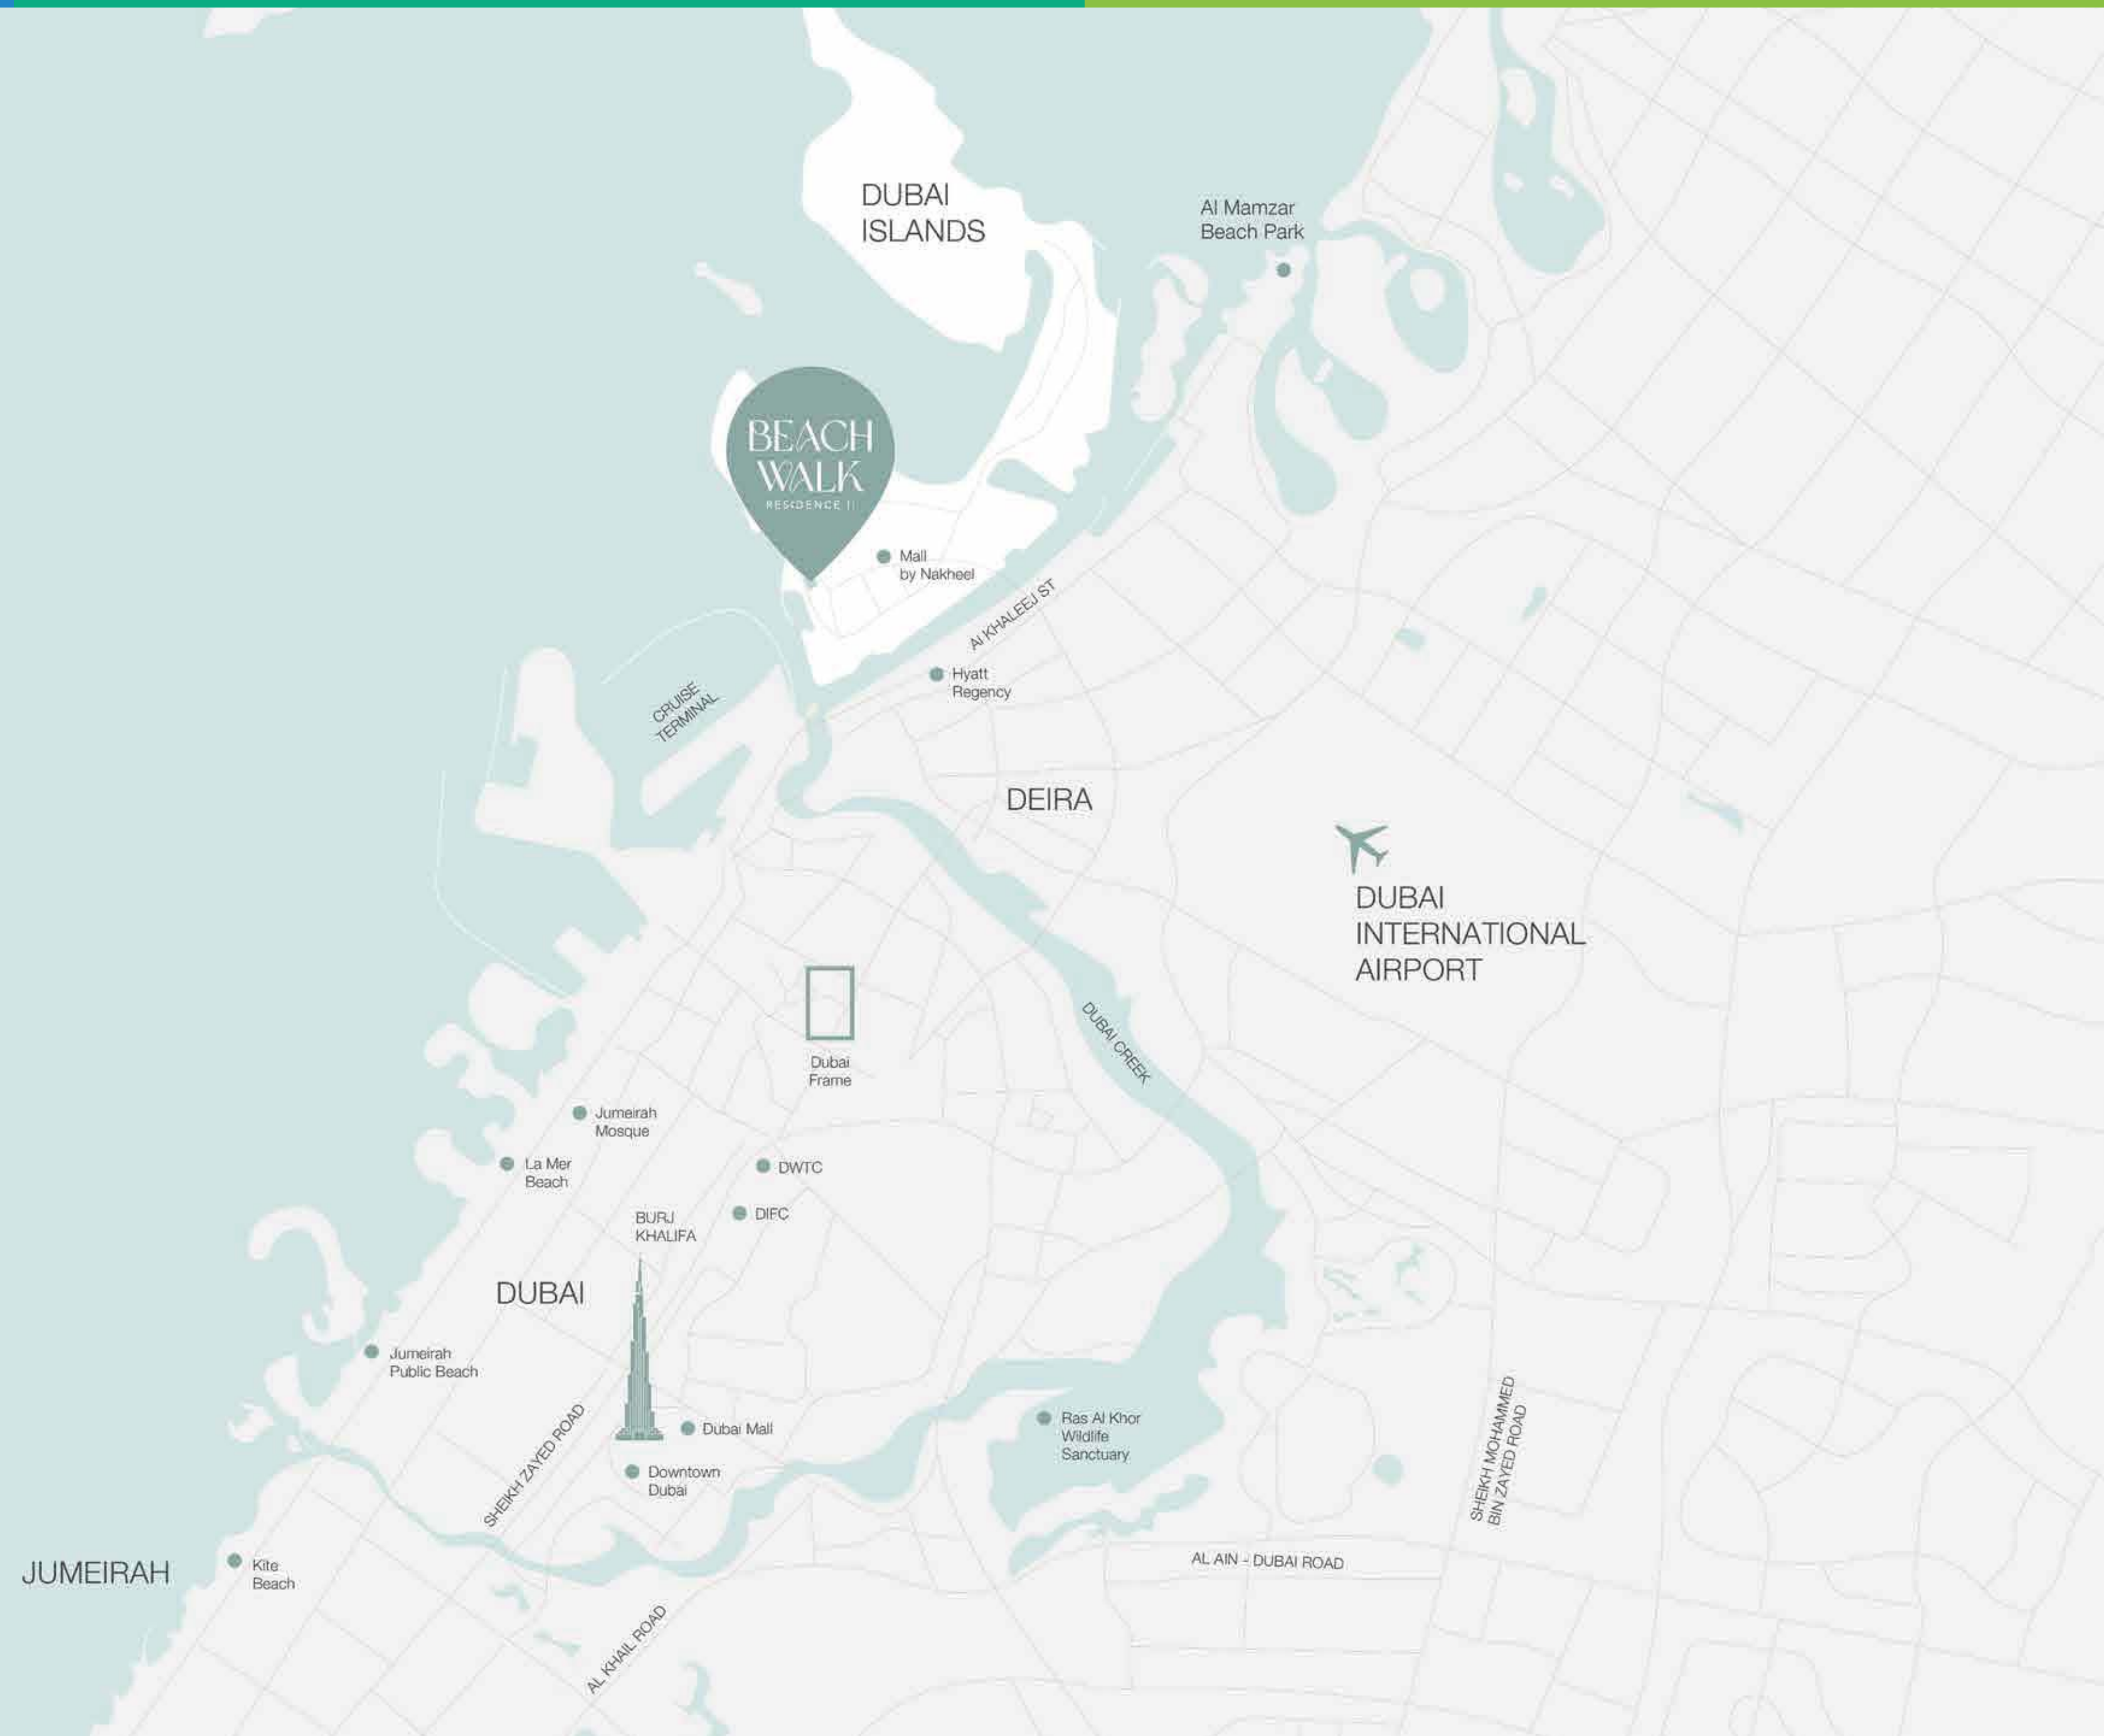 DUBAI
ISLANDS
Al Mamzar
Beach Park
BEACH
WALK
RESIDENCE II
Mall
by Nakheel
Al KHALEEJ ST
Hyatt
Regency
CRUISE
TERMINAL
DEIRA
DUBAI
INTERNATIONAL
AIRPORT
DUBAI CREEK
Dubai
Frame
Jumeirah
Mosque
La Mer
Beach
DWTC
DIFC
BURJ
KHALIFA
DUBAI
Jumeirah
Public Beach
SHEIKH ZAYED ROAD
Dubai Mall
Downtown
Dubai
Ras Al Khor
Wildlife
Sanctuary
SHEIKH MOHAMMED
BIN ZAYED ROAD
AL AIN - DUBAI ROAD
JUMEIRAH
Kite
Beach
AL KHAIL ROAD